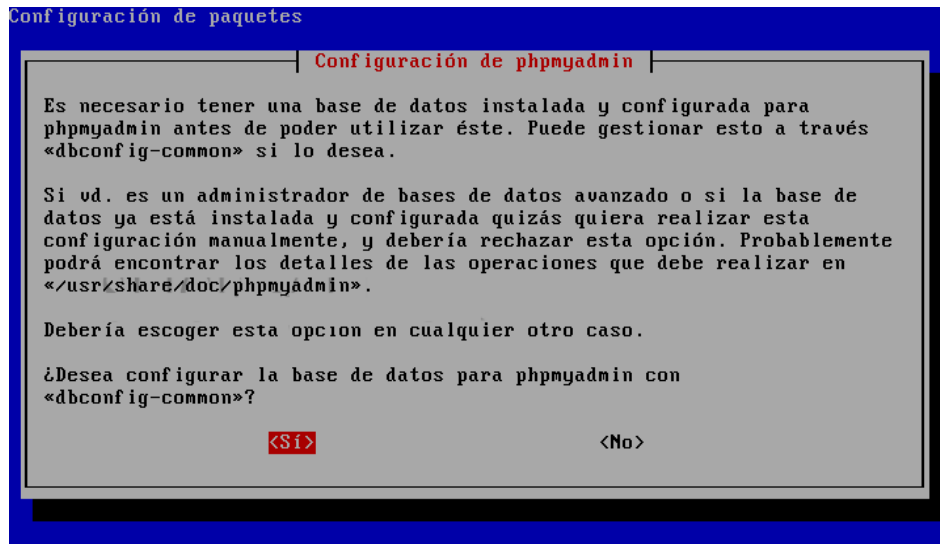 Configuración de paquetes
Configuración de phpmyadmin
Es necesario tener una base de datos instalada y configurada para
phpmyadmin antes de poder utilizar éste. Puede gestionar esto a través
«dbconfig-common» si lo desea.
Si vd. es un administrador de bases de datos avanzado o si la base de
datos ya está instalada y configurada quizás quiera realizar esta
configuración manualmente, y debería rechazar esta opción. Probablemente
podrá encontrar los detalles de las operaciones que debe realizar en
«/usr/share/doc/phpmyadmin».
Debería escoger esta opcion en cualquier otro caso.
¿Desea configurar la base de datos para phpmyadmin con
«dbconfig-common»?
<Sí> <No>